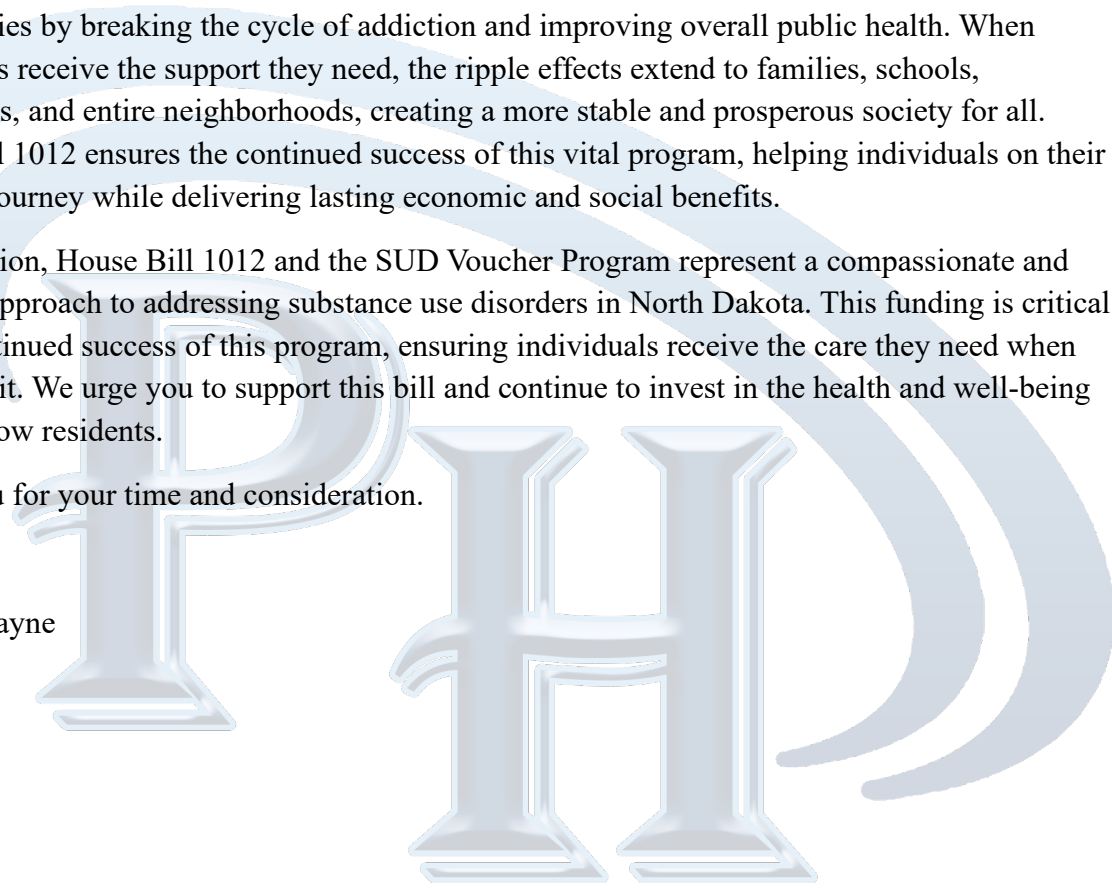 ies by breaking the cycle of addiction and improving overall public health. When
s receive the support they need, the ripple effects extend to families, schools,
s, and entire neighborhoods, creating a more stable and prosperous society for all.
l 1012 ensures the continued success of this vital program, helping individuals on their
ourney while delivering lasting economic and social benefits.
ion, House Bill 1012 and the SUD Voucher Program represent a compassionate and
pproach to addressing substance use disorders in North Dakota. This funding is critical
tinued success of this program, ensuring individuals receive the care they need when
it. We urge you to support this bill and continue to invest in the health and well-being
ow residents.
u for your time and consideration.
ayne
PH